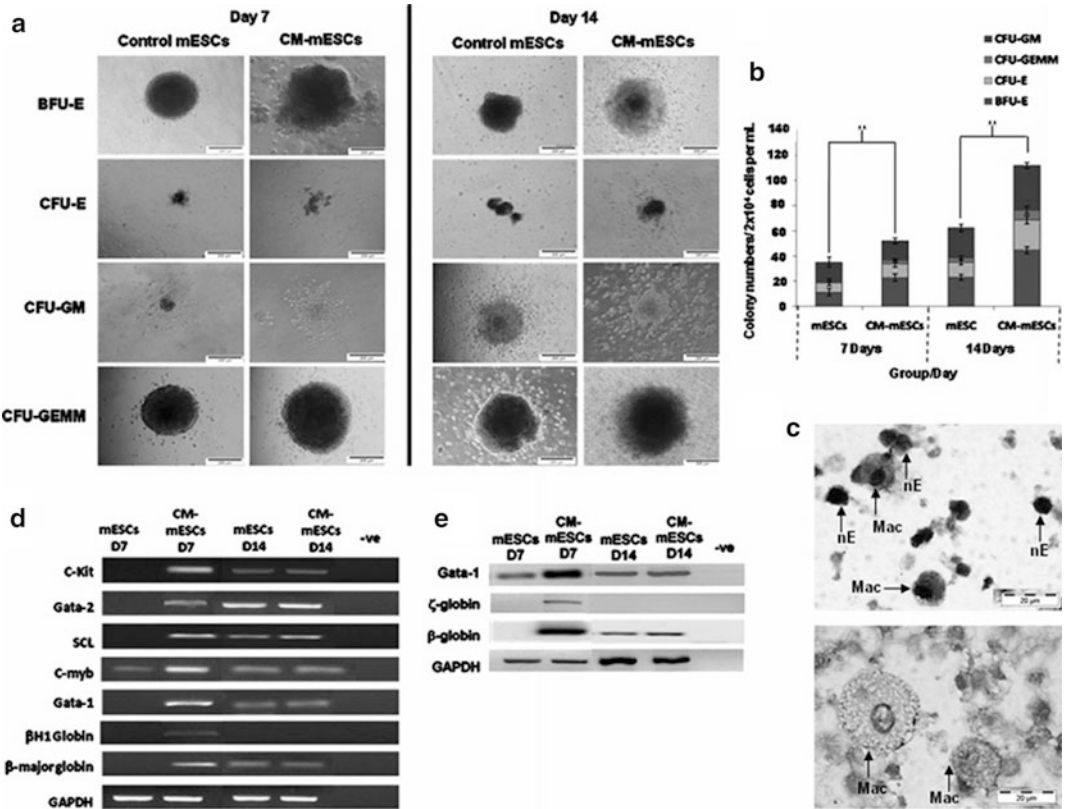 a
Day 7
Day 14
Control mESCs
CM-mESCs
Control mESCs
CM-mESCs
BFU-E
CFU-E
CFU-GM
CFU-GEMM
b
CFU-GM
CFU-GEMM
CFU-E
BFU-E
Colony numbers/2x10⁴ cells per mL
140
120
100
80
60
40
20
0
mESCs
CM-mESCs
mESC
CM-mESCs
7 Days
14 Days
Group/Day
c
nE
Mac
nE
nE
Mac
20 µm
Mac
Mac
20 µm
d
mESCs D7
CM-mESCs D7
mESCs D14
CM-mESCs D14
-ve
C-Kit
Gata-2
SCL
C-myb
Gata-1
βH1Globin
β-majorglobin
GAPDH
e
mESCs D7
CM-mESCs D7
mESCs D14
CM-mESCs D14
-ve
Gata-1
ζ-globin
β-globin
GAPDH